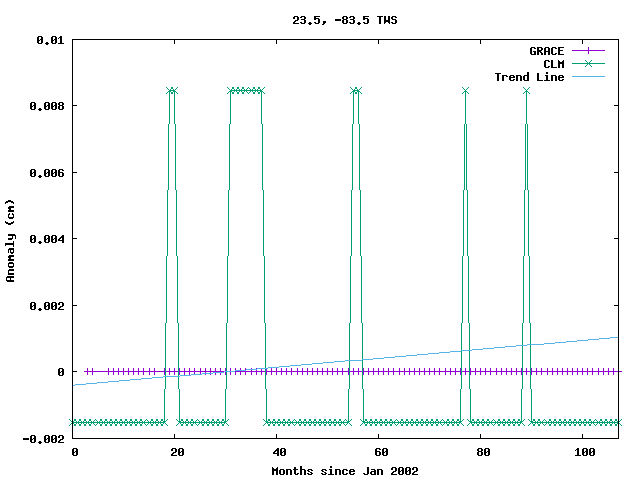 23.5, -83.5 TWS
0.01
GRACE
CLM
Trend Line
0.008
0.006
0.004
0.002
0
-0.002
Anomaly (cm)
0 20 40 60 80 100
Months since Jan 2002